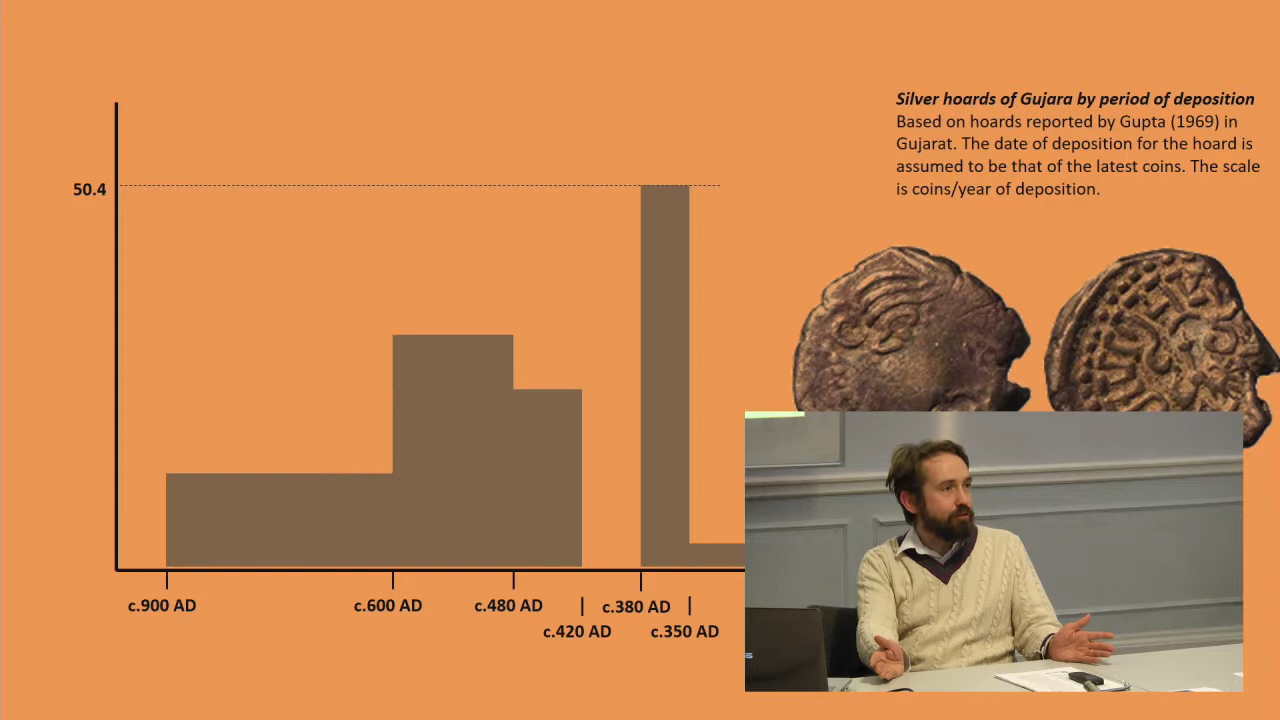 Silver hoards of Gujara by period of deposition
Based on hoards reported by Gupta (1969) in
Gujarat. The date of deposition for the hoard is
assumed to be that of the latest coins. The scale
is coins/year of deposition.
50.4
c.900 AD
c.600 AD
c.480 AD
c.420 AD
c.380 AD
c.350 AD